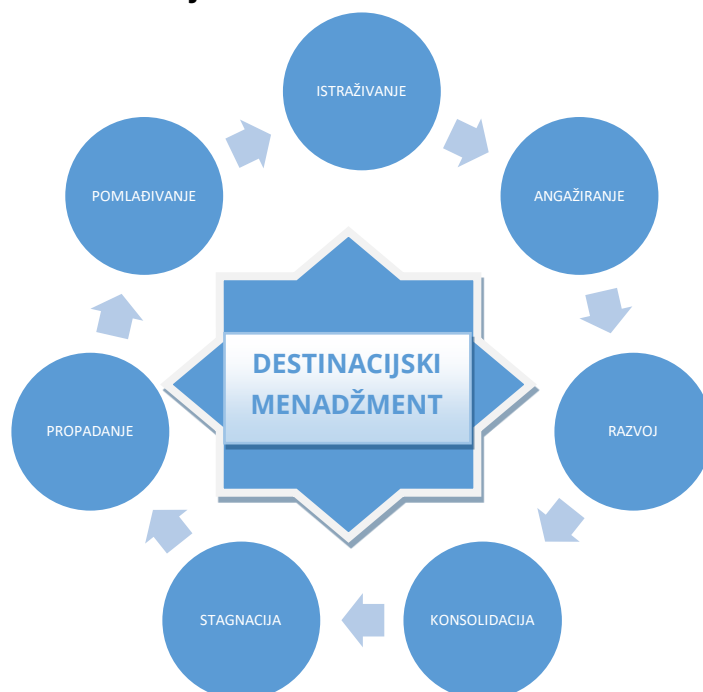 ISTRAŽIVANJE
ANGAŽIRANJE
RAZVOJ
KONSOLIDACIJA
STAGNACIJA
PROPADANJE
POMLAĐIVANJE
DESTINACIJSKI
MENADŽMENT